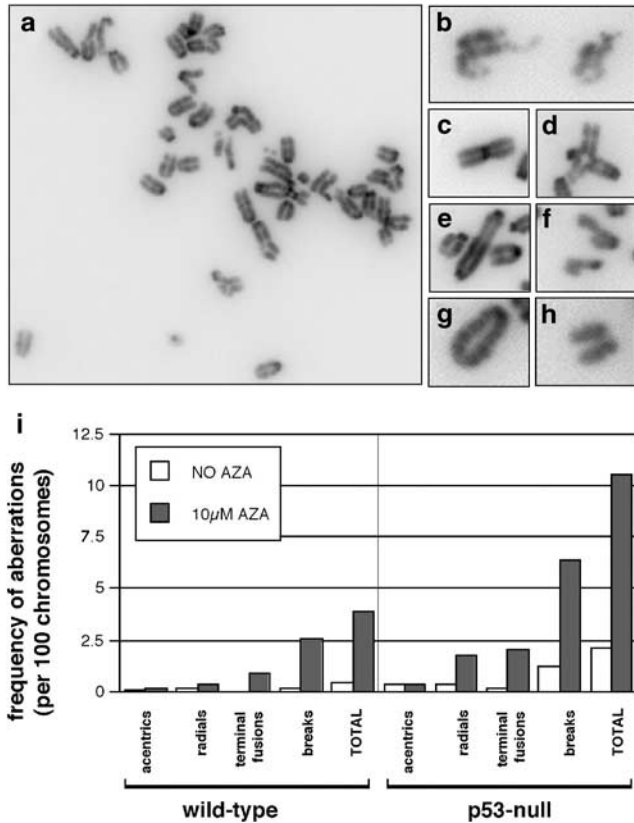 a
b
c
d
e
f
g
h
i
12.5
10
7.5
5
2.5
0
frequency of aberrations
(per 100 chromosomes)
NO AZA
10µM AZA
acentrics
radials
terminal
fusions
breaks
TOTAL
acentrics
radials
terminal
fusions
breaks
TOTAL
wild-type
p53-null